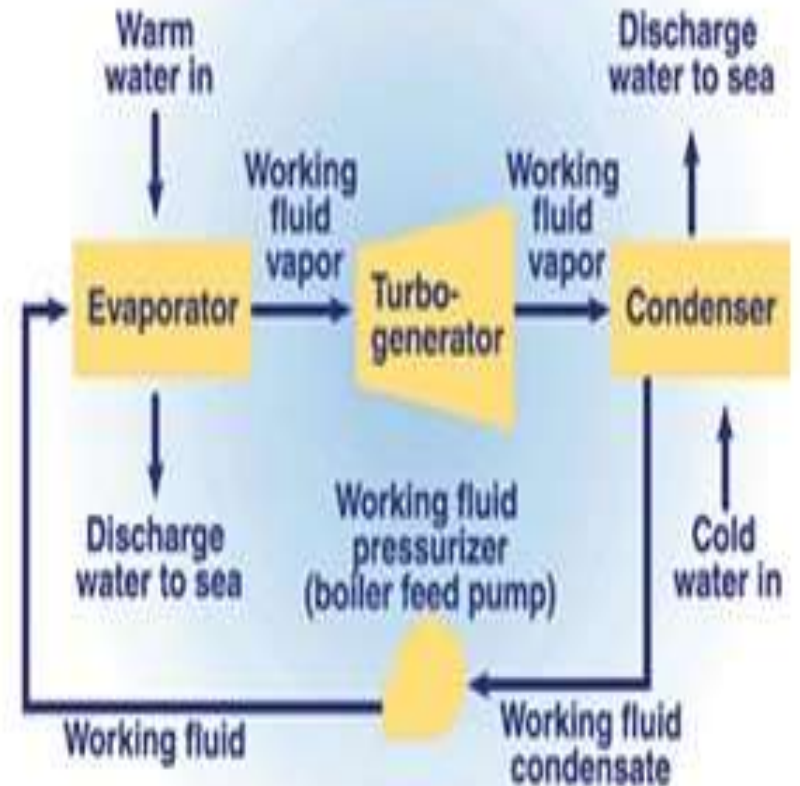 Warm
water in
Discharge
water to sea
Working
fluid
vapor
Working
fluid
vapor
Evaporator
Turbo-
generator
Condenser
Discharge
water to sea
Working fluid
pressurizer
(boiler feed pump)
Cold
water in
Working fluid
Working fluid
condensate